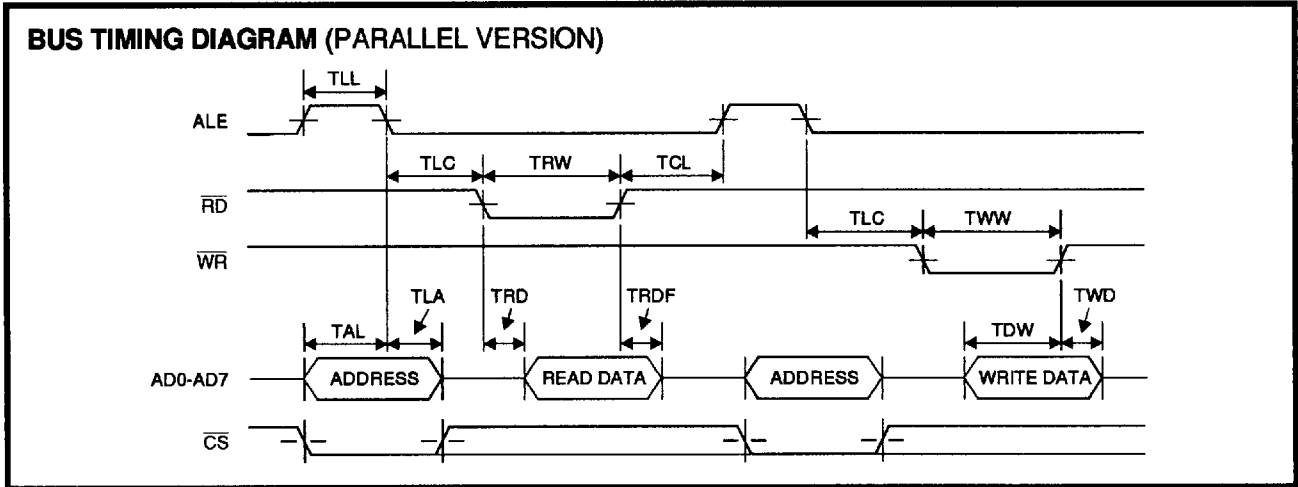 BUS TIMING DIAGRAM (PARALLEL VERSION)
TLL
ALE
TLC TRW TCL
RD
TLC TWW
WR
TLA TRD TRDF TWD
TAL TDW
AD0-AD7 ADDRESS READ DATA ADDRESS WRITE DATA
CS